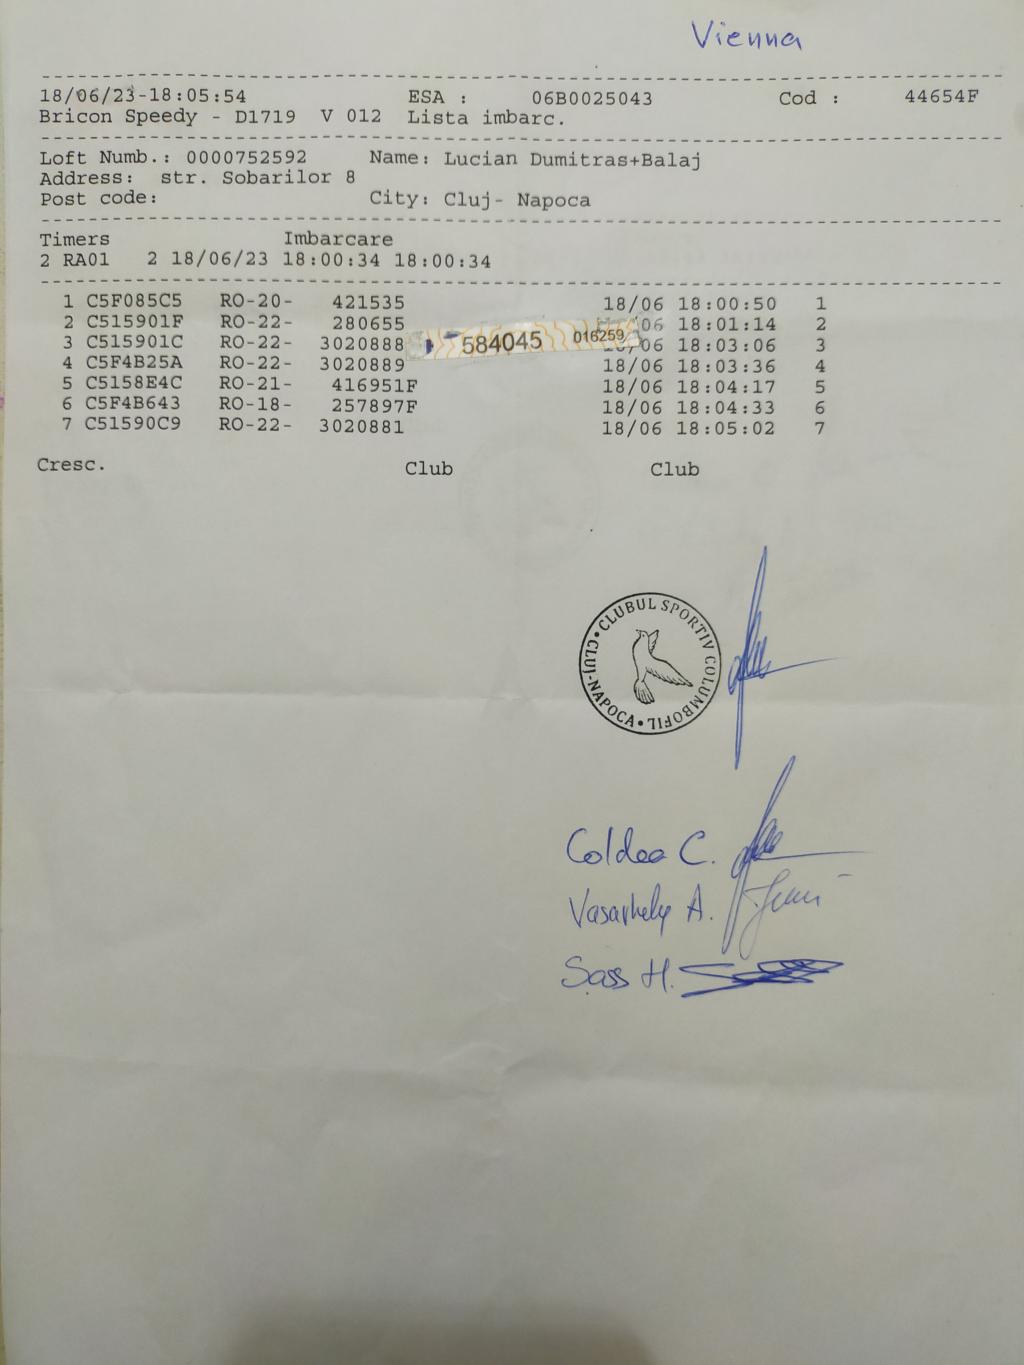 Vienna
18/06/23-18:05:54 ESA : 06B0025043 Cod : 44654F
Bricon Speedy - D1719 V 012 Lista imbarc.
Loft Numb.: 0000752592 Name: Lucian Dumitras+Balaj
Address: str. Sobarilor 8
Post code: City: Cluj- Napoca
Timers Imbarcare
2 RA01 2 18/06/23 18:00:34 18:00:34
1 C5F085C5 RO-20- 421535 18/06 18:00:50 1
2 C515901F RO-22- 280655 06 18:01:14 2
584045 016259
3 C515901C RO-22- 3020888 06 18:03:06 3
4 C5F4B25A RO-22- 3020889 18/06 18:03:36 4
5 C5158E4C RO-21- 416951F 18/06 18:04:17 5
6 C5F4B643 RO-18- 257897F 18/06 18:04:33 6
7 C51590C9 RO-22- 3020881 18/06 18:05:02 7
Cresc. Club Club
CLUBUL SPORTIV COLUMBOFIL • CLUJ-NAPOCA •
Coldea C.
Vasarhely A.
Sass H.